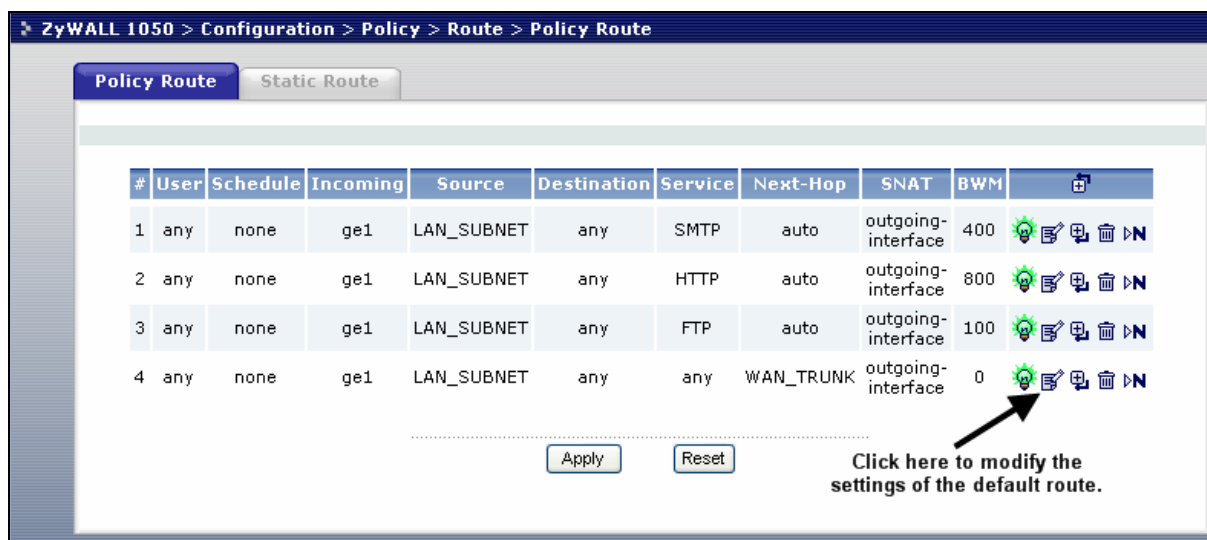 ZyWALL 1050 > Configuration > Policy > Route > Policy Route
Policy Route Static Route
# User Schedule Incoming Source Destination Service Next-Hop SNAT BWM
1 any none ge1 LAN_SUBNET any SMTP auto outgoing-interface 400 N
2 any none ge1 LAN_SUBNET any HTTP auto outgoing-interface 800 N
3 any none ge1 LAN_SUBNET any FTP auto outgoing-interface 100 N
4 any none ge1 LAN_SUBNET any any WAN_TRUNK outgoing-interface 0 N
Apply Reset
Click here to modify the
settings of the default route.